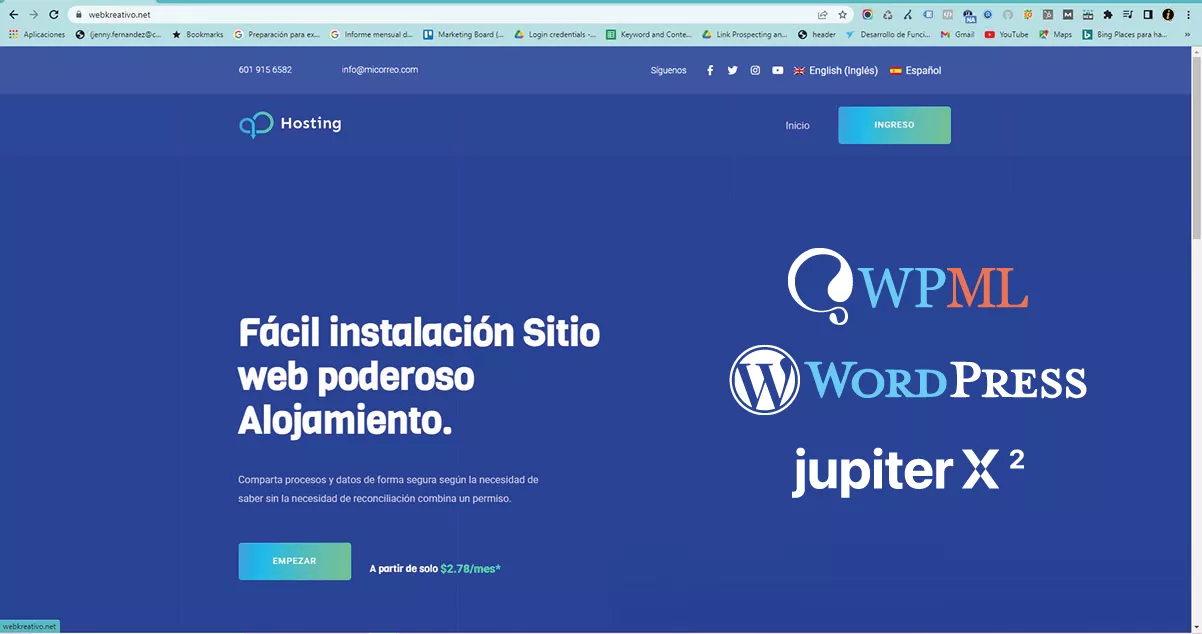 webkreativo.net
Aplicaciones
(jenny.fernandez@c...
Bookmarks
Preparación para ex...
Informe mensual d...
Marketing Board (...
Login credentials -...
Keyword and Conte...
Link Prospecting an...
header
Desarrollo de Funci...
Gmail
YouTube
Maps
Bing Places para ha...
601 915 6582
info@micorreo.com
Síguenos
English (Inglés)
Español
Hosting
Inicio
INGRESO
WPML
Fácil instalación Sitio
web poderoso
Alojamiento.
WORDPRESS
jupiter X 2
Comparta procesos y datos de forma segura según la necesidad de
saber sin la necesidad de reconciliación combina un permiso.
EMPEZAR
A partir de solo $2.78/mes*
webkreativo.net